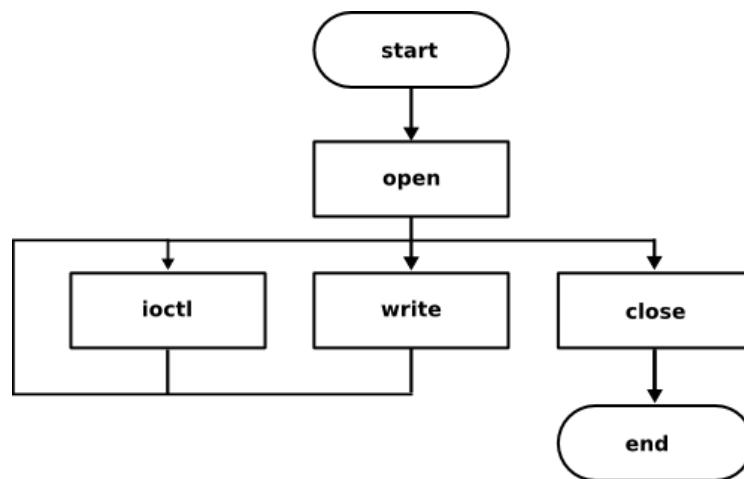 start
open
ioctl
write
close
end